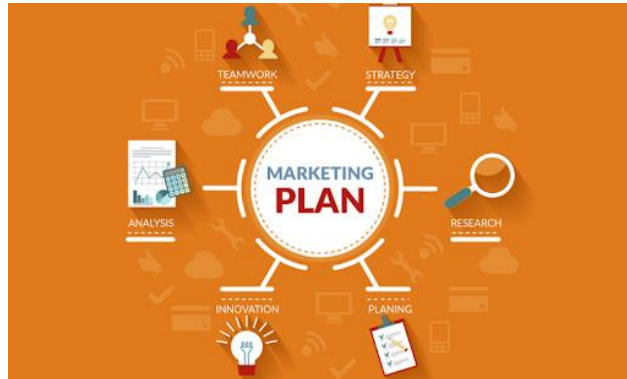 TEAMWORK
STRATEGY
MARKETING
PLAN
ANALYSIS
RESEARCH
INNOVATION
PLANING